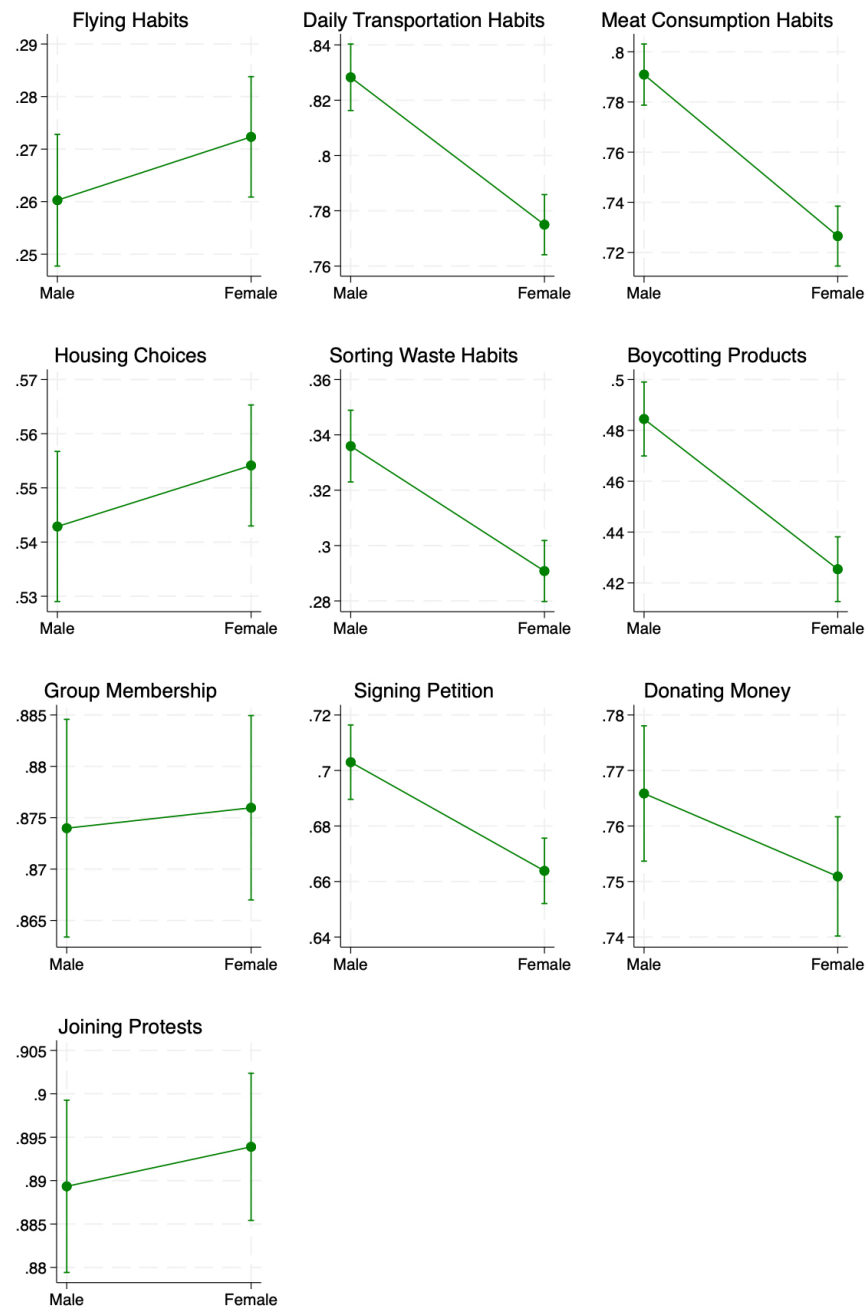 Flying Habits
.29
.28
.27
.26
.25
Male Female
Daily Transportation Habits
.84
.82
.8
.78
.76
Male Female
Meat Consumption Habits
.8
.78
.76
.74
.72
Male Female
Housing Choices
.57
.56
.55
.54
.53
Male Female
Sorting Waste Habits
.36
.34
.32
.3
.28
Male Female
Boycotting Products
.5
.48
.46
.44
.42
Male Female
Group Membership
.885
.88
.875
.87
.865
Male Female
Signing Petition
.72
.7
.68
.66
.64
Male Female
Donating Money
.78
.77
.76
.75
.74
Male Female
Joining Protests
.905
.9
.895
.89
.885
.88
Male Female